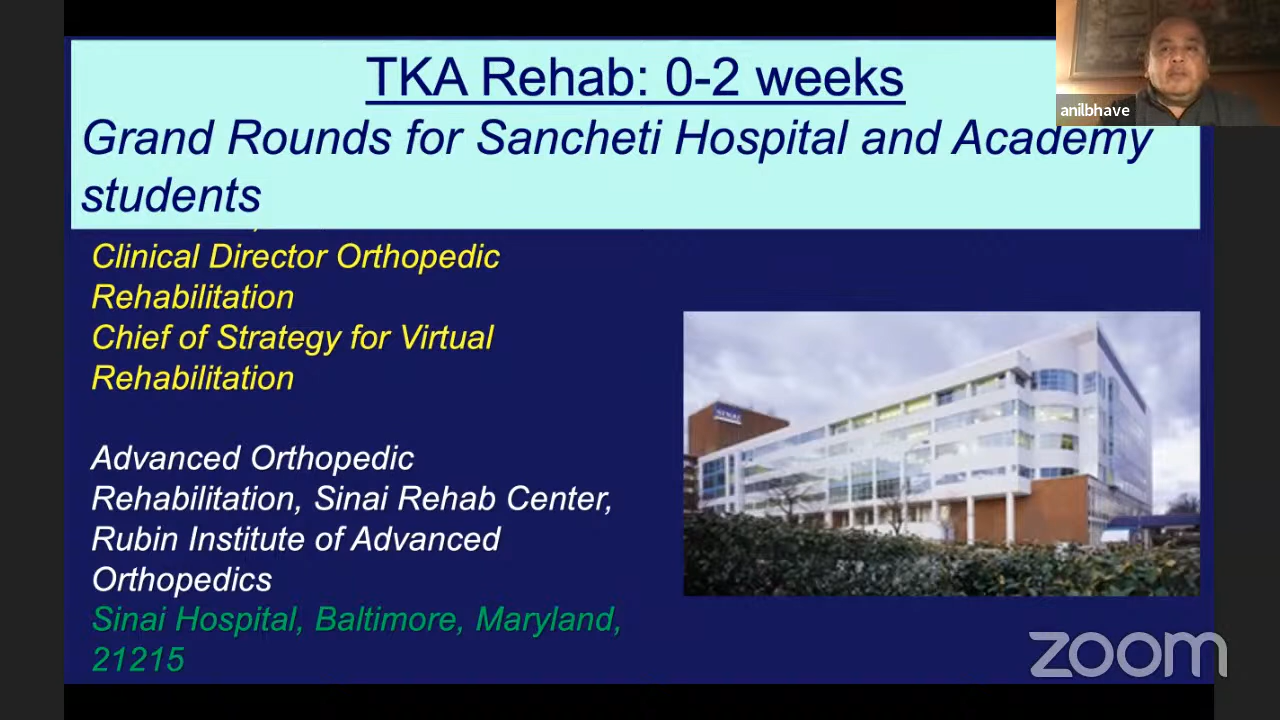 TKA Rehab: 0-2 weeks
Grand Rounds for Sancheti Hospital and Academy
students
anilbhave
Clinical Director Orthopedic
Rehabilitation
Chief of Strategy for Virtual
Rehabilitation
Advanced Orthopedic
Rehabilitation, Sinai Rehab Center,
Rubin Institute of Advanced
Orthopedics
Sinai Hospital, Baltimore, Maryland,
21215
SINAI
zoom